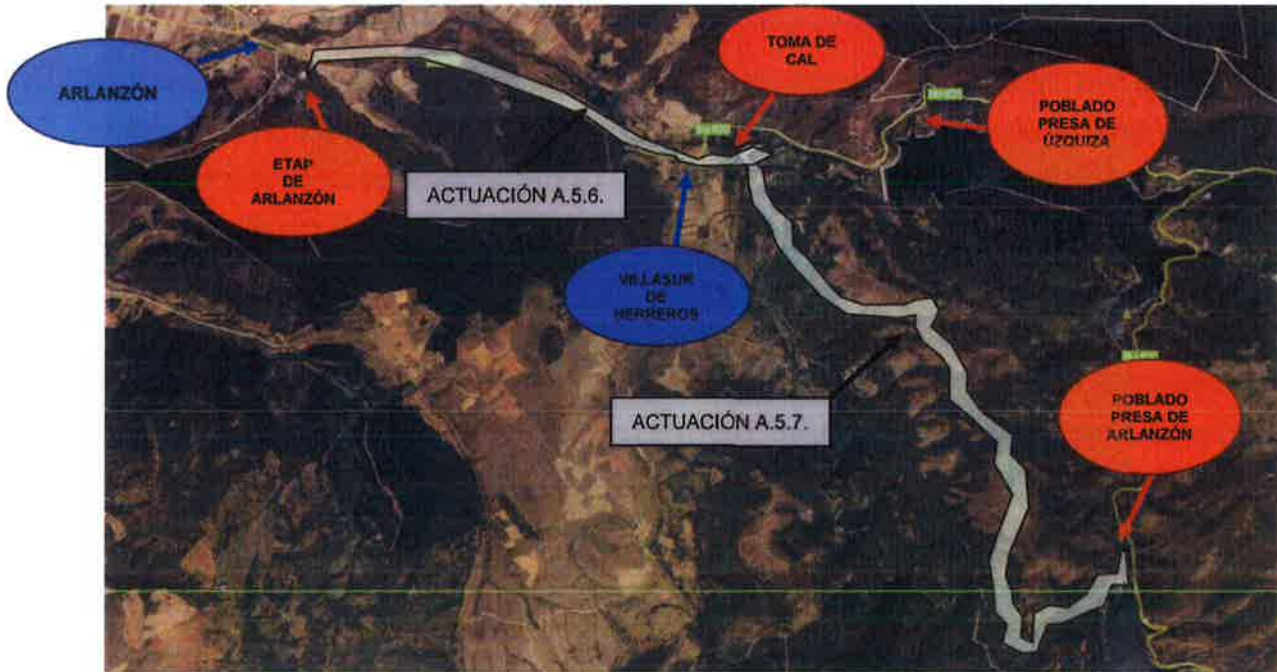 TOMA DE
CAL
ARLANZÓN
POBLADO
PRESA DE
ÚZQUIZA
ETAP
DE
ARLANZÓN
ACTUACIÓN A.5.6.
VILLASUR
DE
HERREROS
ACTUACIÓN A.5.7.
POBLADO
PRESA DE
ARLANZÓN